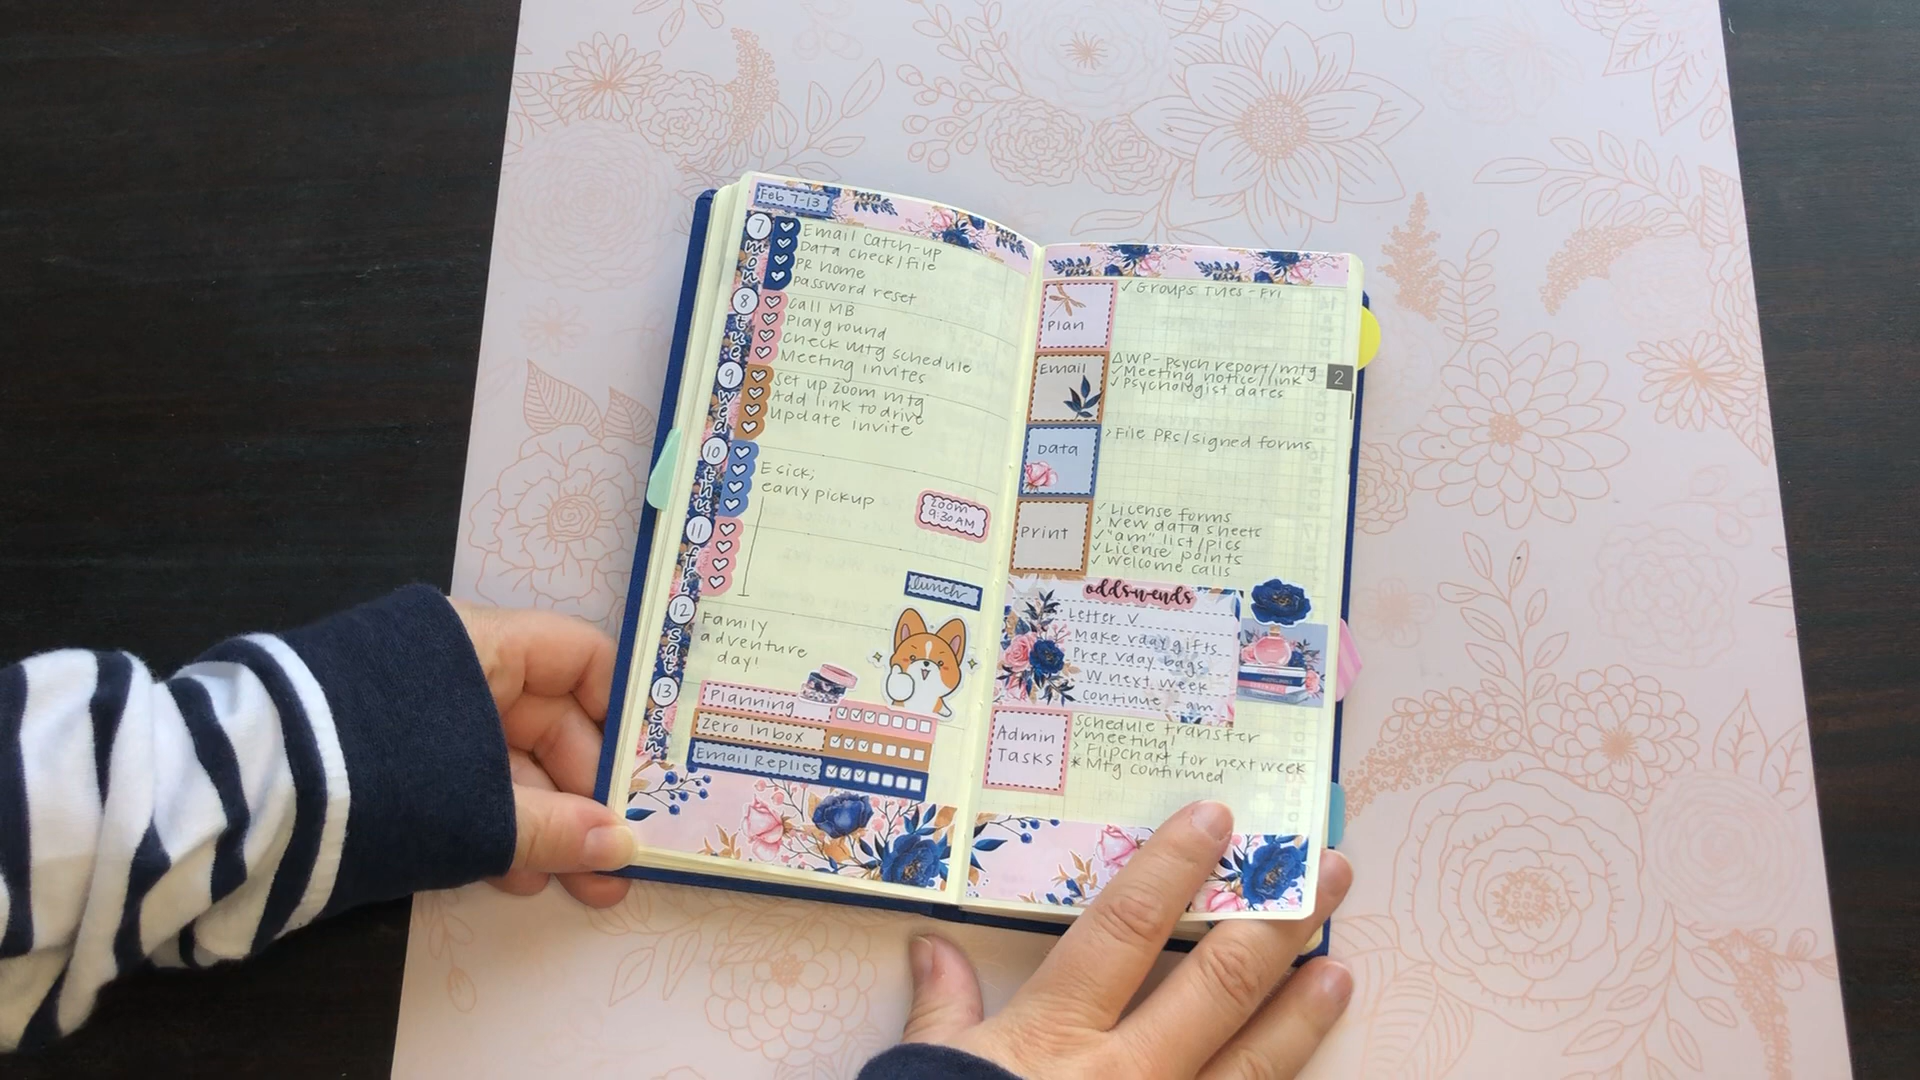 Feb 7-13
7
mon
Email catch-up
Data check/file
PR home
password reset
8
tue
call MB
Playground
check mtg schedule
Meeting invites
9
wed
Set up zoom mtg
Add link to drive
update invite
10
thu
E sick;
early pickup
zoom
9:30 AM
11
fri
lunch
12
sat
Family
adventure
day!
13
sun
Planning
Zero Inbox
Email Replies
Plan
✓ Groups Tues - Fri
Email
Δ WP - psych report/mtg
✓ Meeting notice/link
✓ Psychologist dates
2
Data
> File PRs/signed forms
Print
✓ License forms
> New data sheets
✓ "am" list/pics
✓ License points
✓ welcome calls
odds-n-ends
Letter V
Make vday gifts
Prep vday bags
W next week
continue -am
Admin
Tasks
schedule transfer
✓ meeting!
> Flipchart for next week
* Mtg confirmed